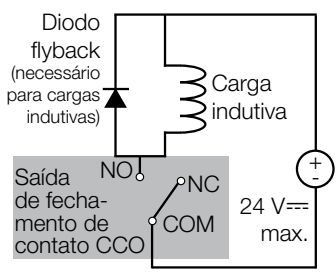 Diodo
flyback
(necessário
para cargas
indutivas)
Carga
indutiva
NO
NC
COM
Saída
de fecha-
mento de
contato CCO
+
-
24 V⎓
max.